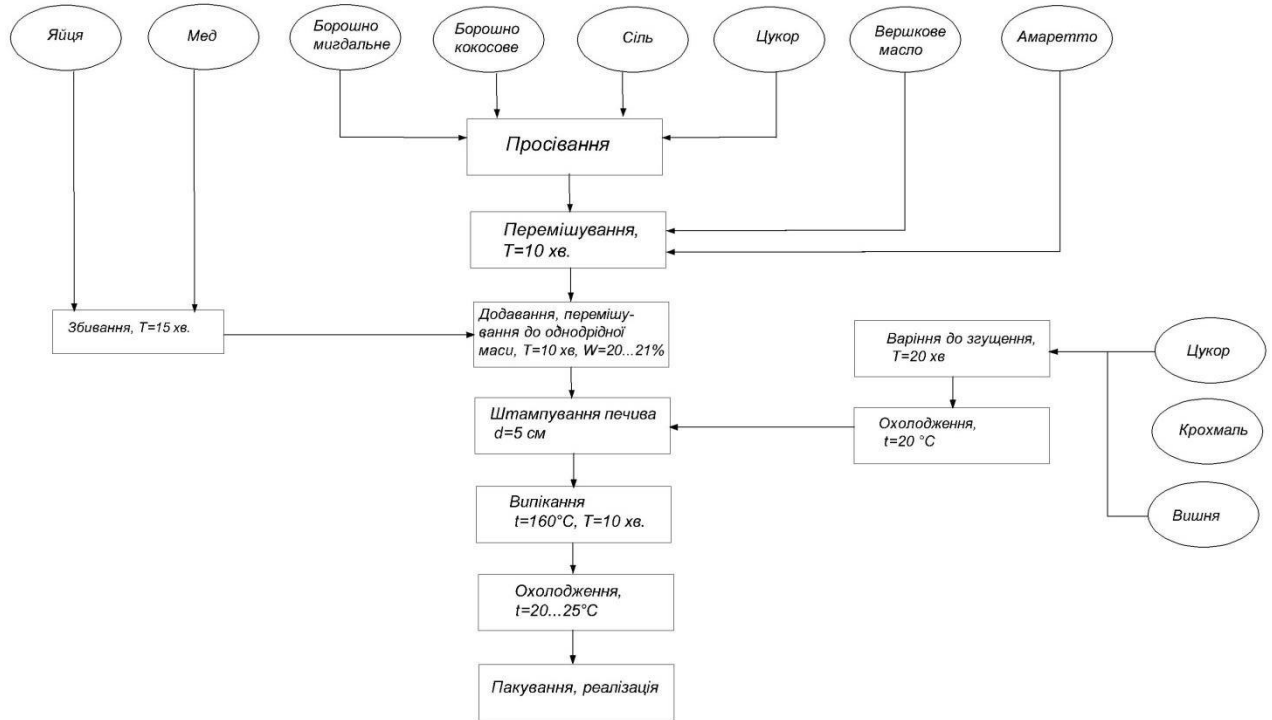 Яйця
Мед
Борошно
мигдальне
Борошно
кокосове
Сіль
Цукор
Вершкове
масло
Амаретто
Просівання
Перемішування,
T=10 хв.
Збивання, T=15 хв.
Додавання, перемішу-
вання до однодрідної
маси, T=10 хв, W=20...21%
Варіння до згущення,
T=20 хв
Цукор
Штампування печива
d=5 см
Охолодження,
t=20 °C
Крохмаль
Випікання
t=160°C, T=10 хв.
Вишня
Охолодження,
t=20...25°C
Пакування, реалізація